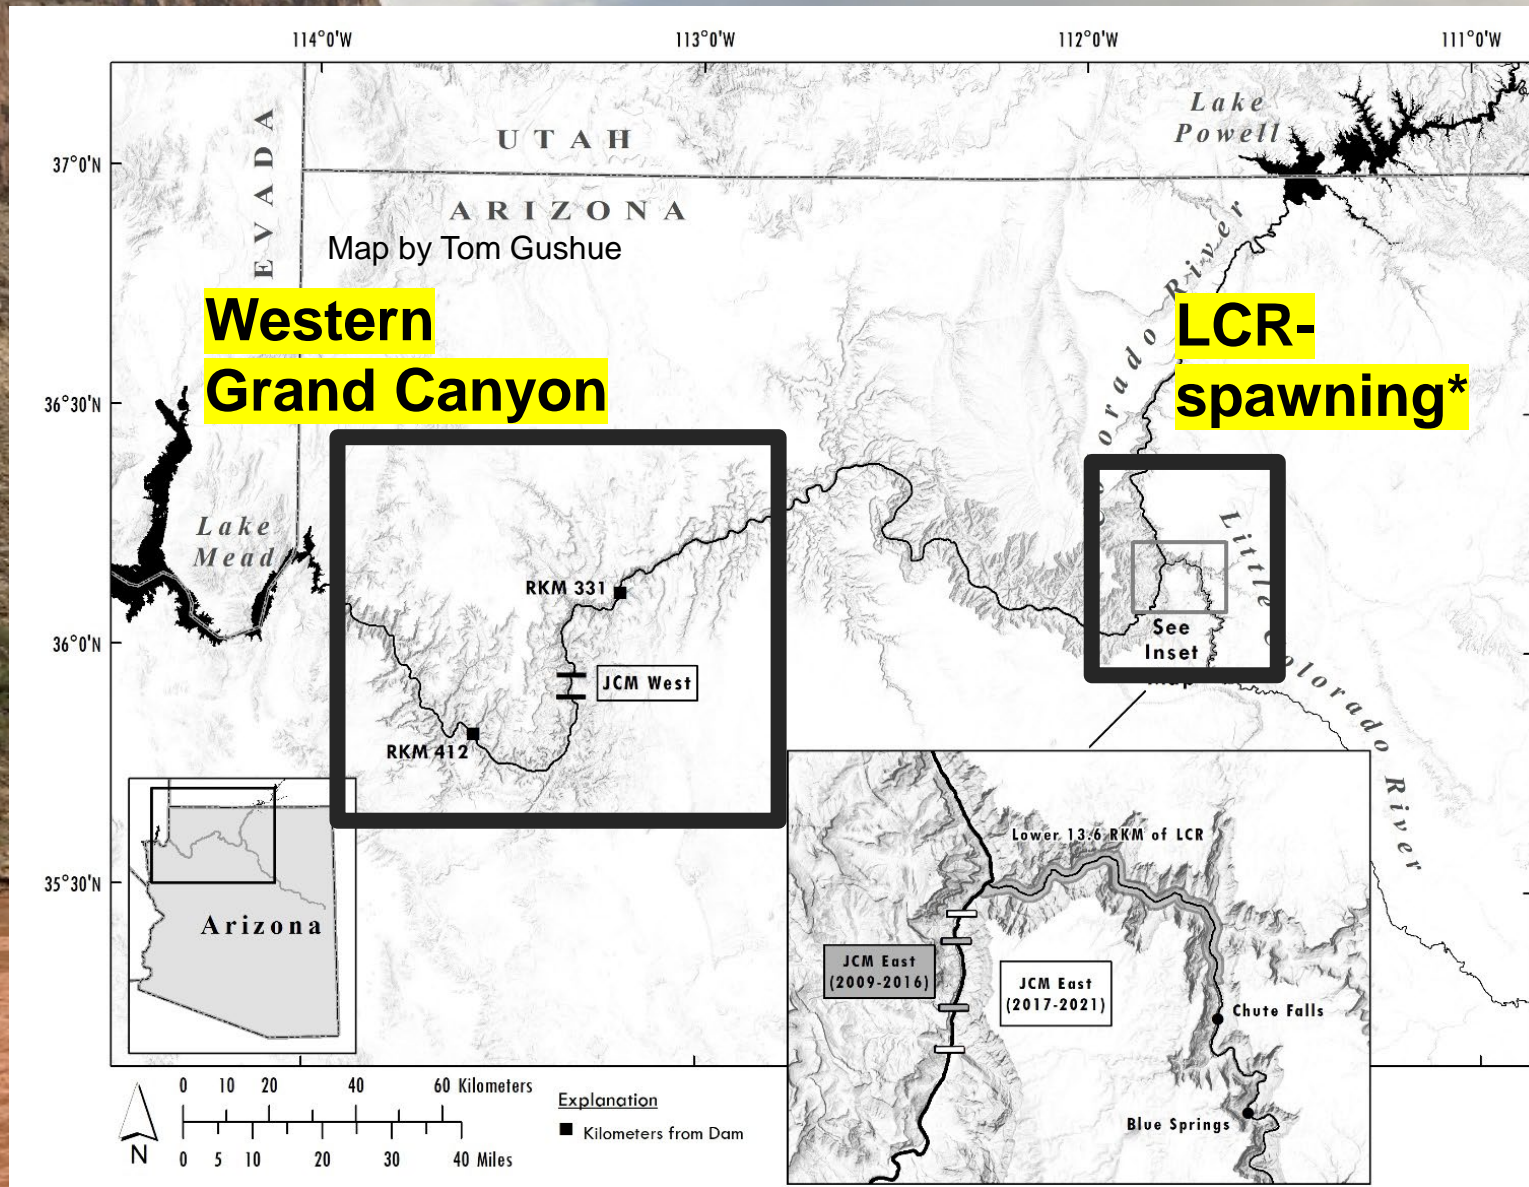 114°0'W
113°0'W
112°0'W
111°0'W
37°0'N
36°30'N
36°0'N
35°30'N
EVADA
UTAH
ARIZONA
Map by Tom Gushue
Lake
Powell
Western
Grand Canyon
LCR-
spawning*
orado River
Lake
Mead
RKM 331
JCM West
RKM 412
Little Colorado River
See
Inset
Arizona
Lower 13.6 RKM of LCR
JCM East
(2009-2016)
JCM East
(2017-2021)
Chute Falls
Blue Springs
0 10 20 40 60 Kilometers
0 5 10 20 30 40 Miles
N
Explanation
Kilometers from Dam